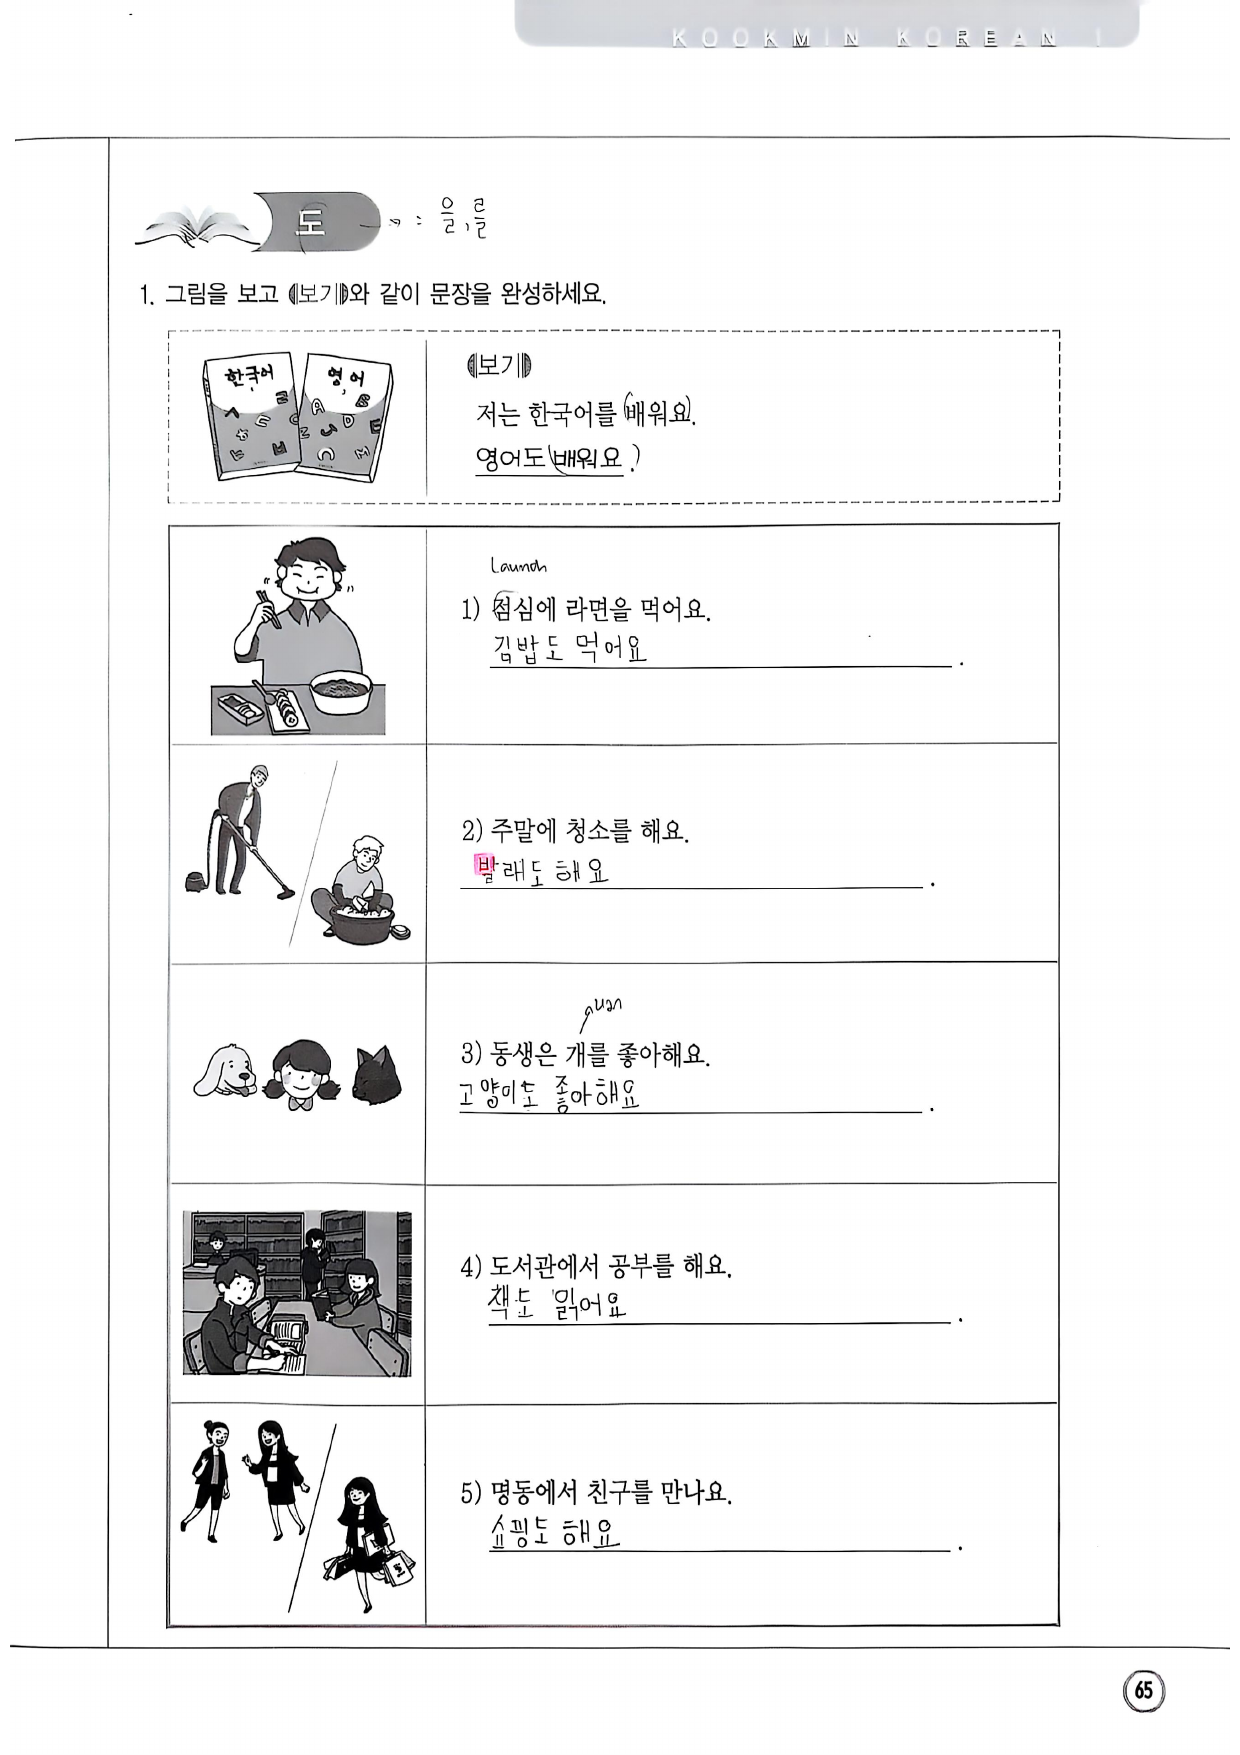 KOOKMIN KOREAN 1
도 : 을,를
1. 그림을 보고 《보기》와 같이 문장을 완성하세요.
한국어 영어
《보기》
저는 한국어를 배워요.
영어도 배워요.
Launch
1) 점심에 라면을 먹어요.
김밥도 먹어요.
2) 주말에 청소를 해요.
발래도 해요.
3) 동생은 개를 좋아해요.
고양이도 좋아해요.
4) 도서관에서 공부를 해요.
책도 읽어요.
5) 명동에서 친구를 만나요.
쇼핑도 해요.
65